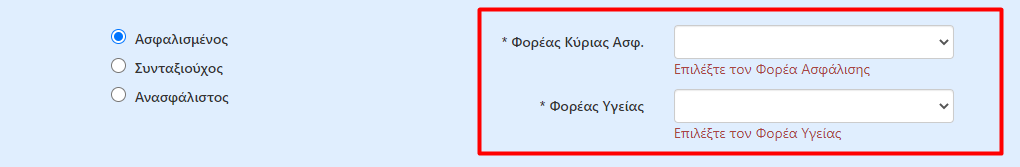 Ασφαλισμένος
Συνταξιούχος
Ανασφάλιστος
* Φορέας Κύριας Ασφ.
Επιλέξτε τον Φορέα Ασφάλισης
* Φορέας Υγείας
Επιλέξτε τον Φορέα Υγείας